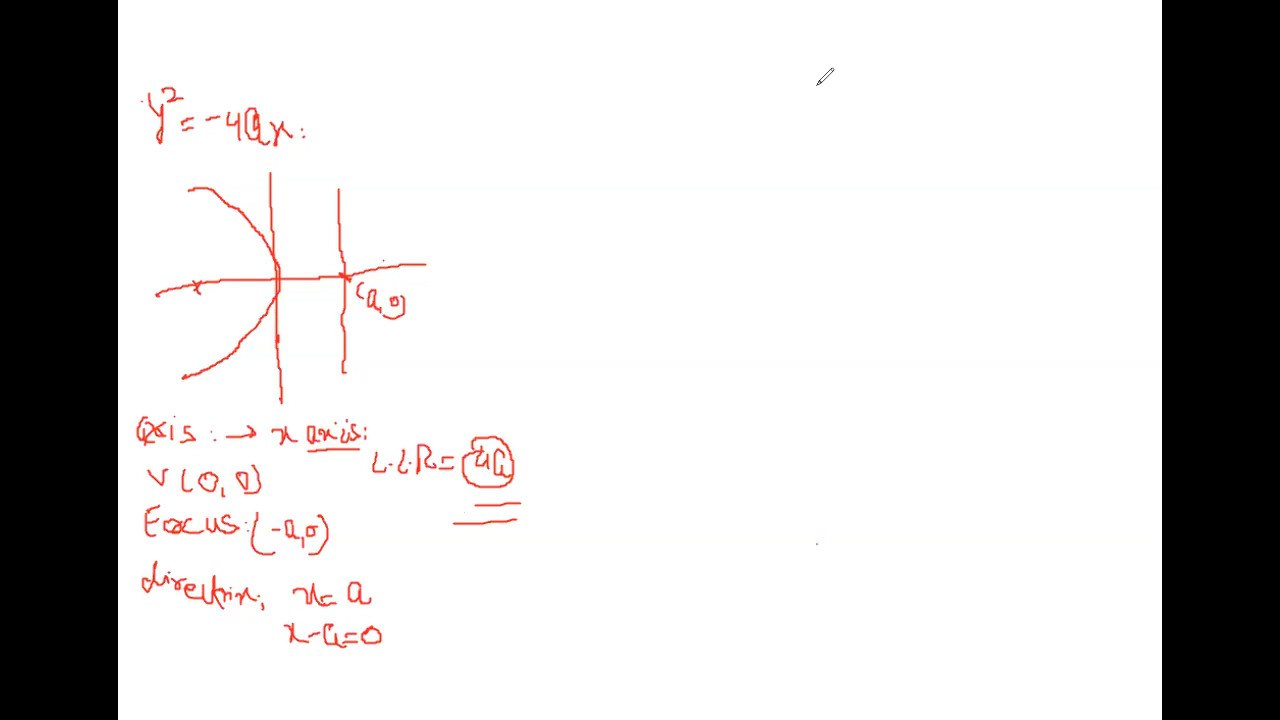 y² = -4ax:
(a,0)
axis : → x axis:
L.L.R = 4a
V (0, 0)
Focus: (-a,0)
directrix; x = a
x-a=0